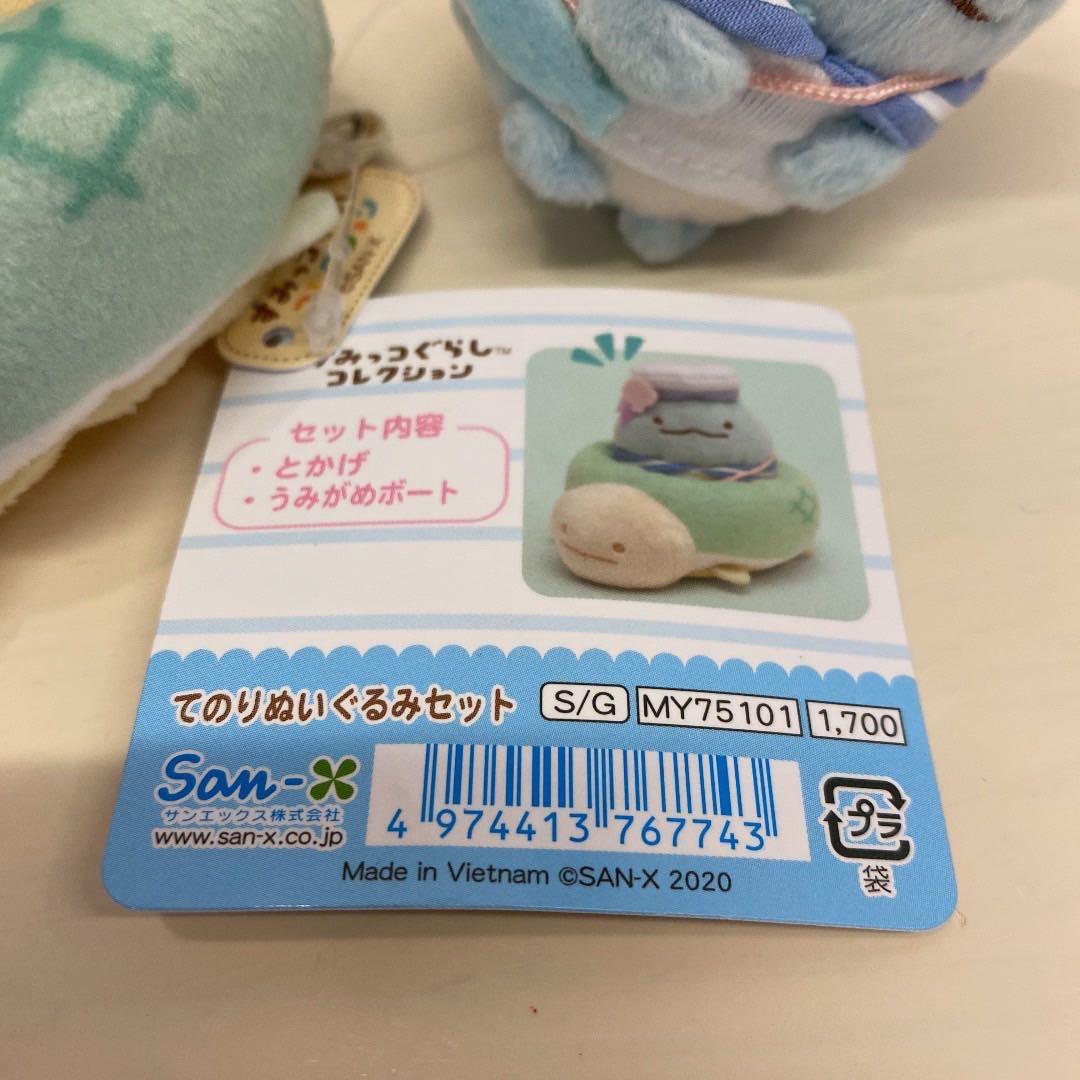 ©SAN-X
みっコぐらし™
コレクション
セット内容
・とかげ
・うみがめボート
てのりぬいぐるみセット S/G MY75101 1,700
San-X
サンエックス株式会社
www.san-x.co.jp
4 974413 767743
プラ
袋
Made in Vietnam ©SAN-X 2020